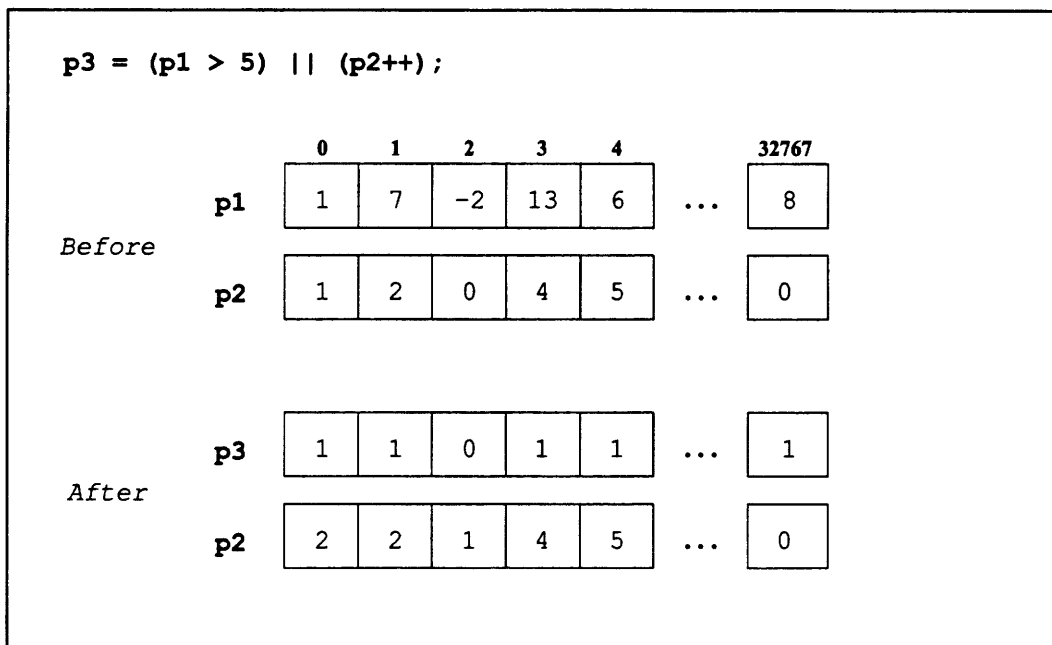 p3 = (p1 > 5) || (p2++);
0 1 2 3 4 32767
p1 1 7 -2 13 6 ... 8
Before
p2 1 2 0 4 5 ... 0
p3 1 1 0 1 1 ... 1
After
p2 2 2 1 4 5 ... 0